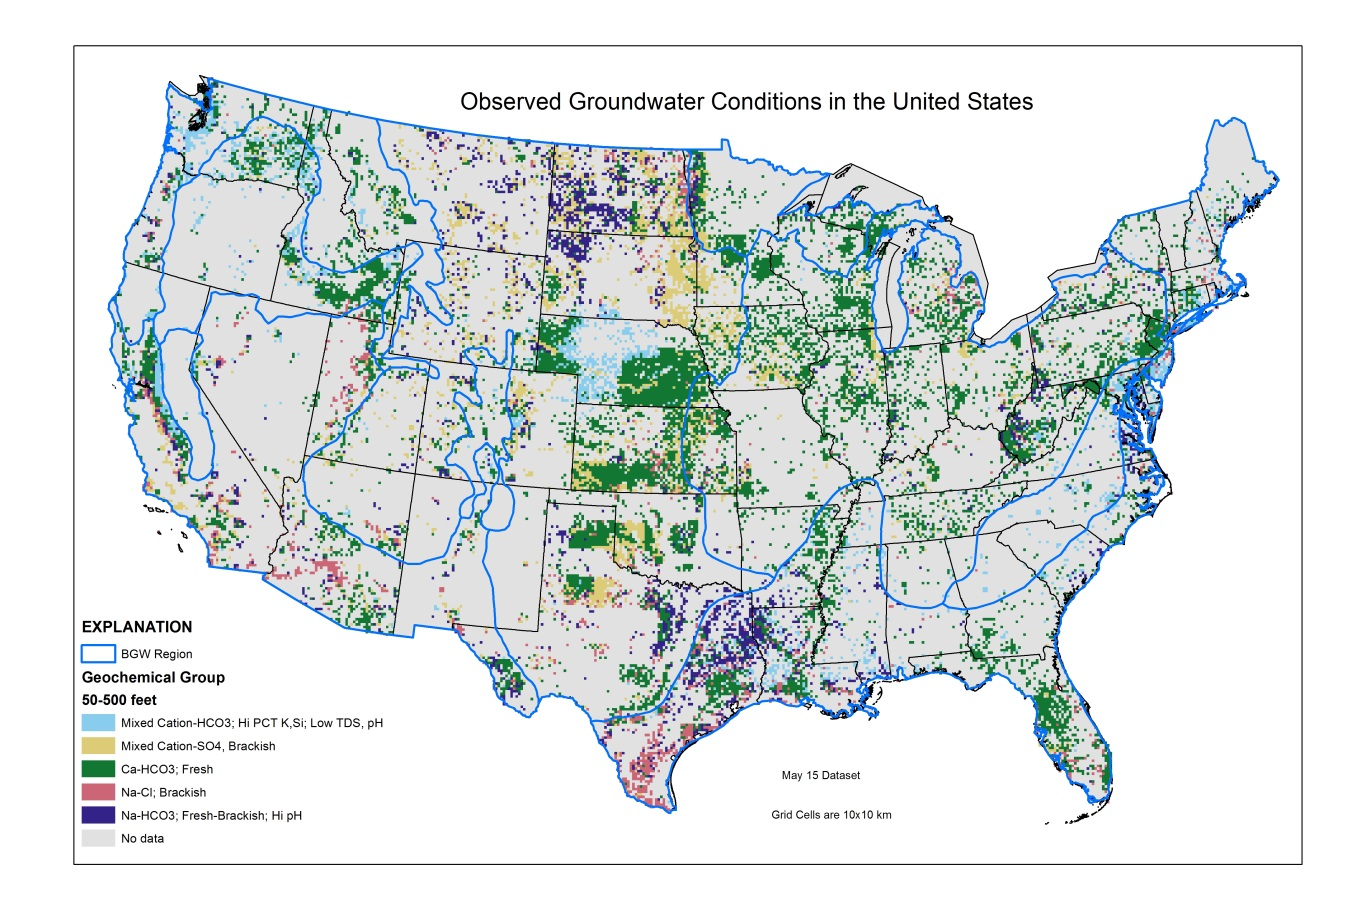 Observed Groundwater Conditions in the United States
EXPLANATION
BGW Region
Geochemical Group
50-500 feet
Mixed Cation-HCO3; Hi PCT K,Si; Low TDS, pH
Mixed Cation-SO4, Brackish
Ca-HCO3; Fresh
Na-Cl; Brackish
Na-HCO3; Fresh-Brackish; Hi pH
No data
May 15 Dataset
Grid Cells are 10x10 km